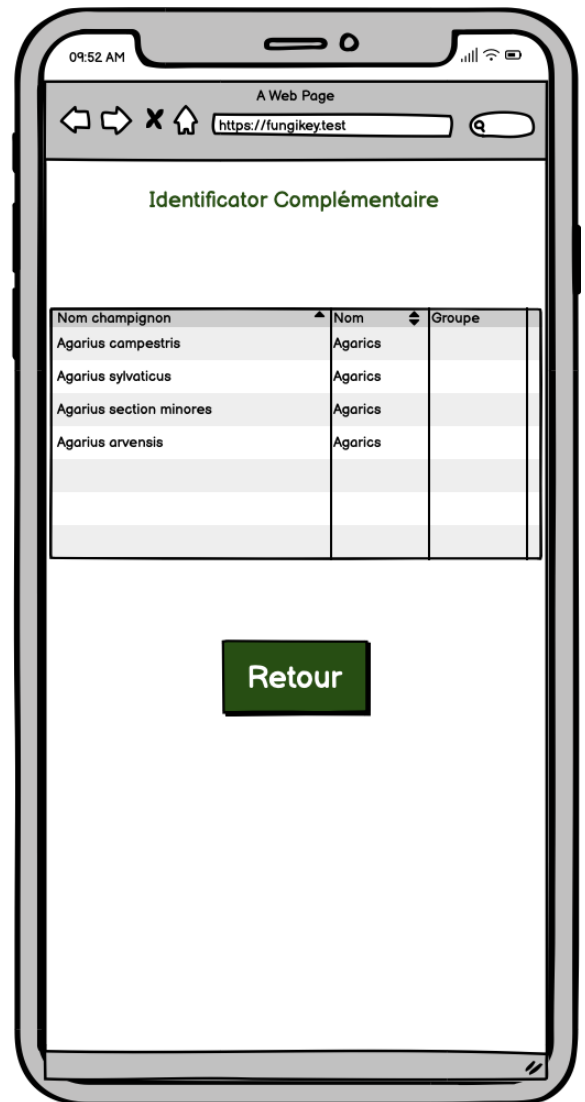 09:52 AM
A Web Page
https://fungikey.test
Identificator Complémentaire
Nom champignon Nom Groupe
Agarius campestris Agarics
Agarius sylvaticus Agarics
Agarius section minores Agarics
Agarius arvensis Agarics
Retour